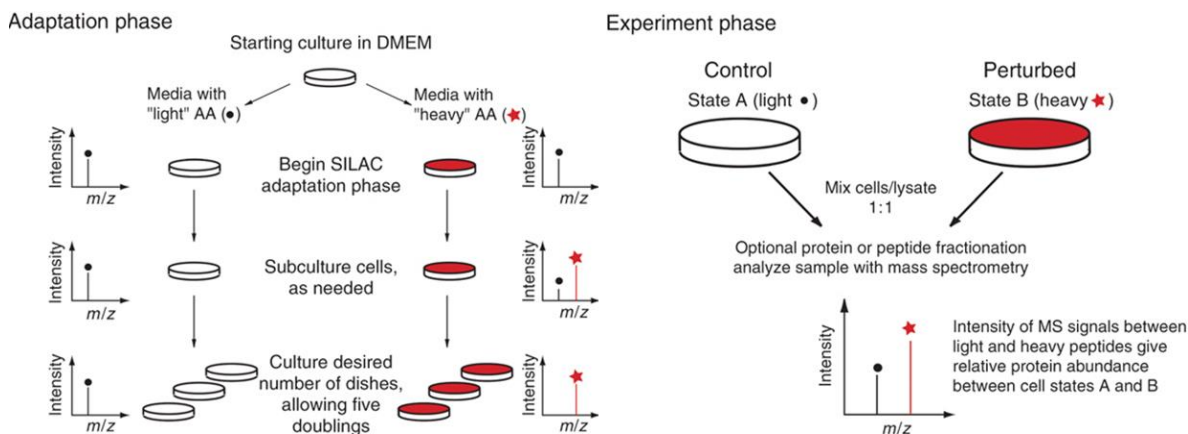 Adaptation phase
Starting culture in DMEM
Media with
"light" AA (●)
Media with
"heavy" AA (★)
Intensity
m/z
Begin SILAC
adaptation phase
Intensity
m/z
Intensity
m/z
Subculture cells,
as needed
Intensity
m/z
Intensity
m/z
Culture desired
number of dishes,
allowing five
doublings
Intensity
m/z
Experiment phase
Control
State A (light ●)
Perturbed
State B (heavy ★)
Mix cells/lysate
1:1
Optional protein or peptide fractionation
analyze sample with mass spectrometry
Intensity
m/z
Intensity of MS signals between
light and heavy peptides give
relative protein abundance
between cell states A and B